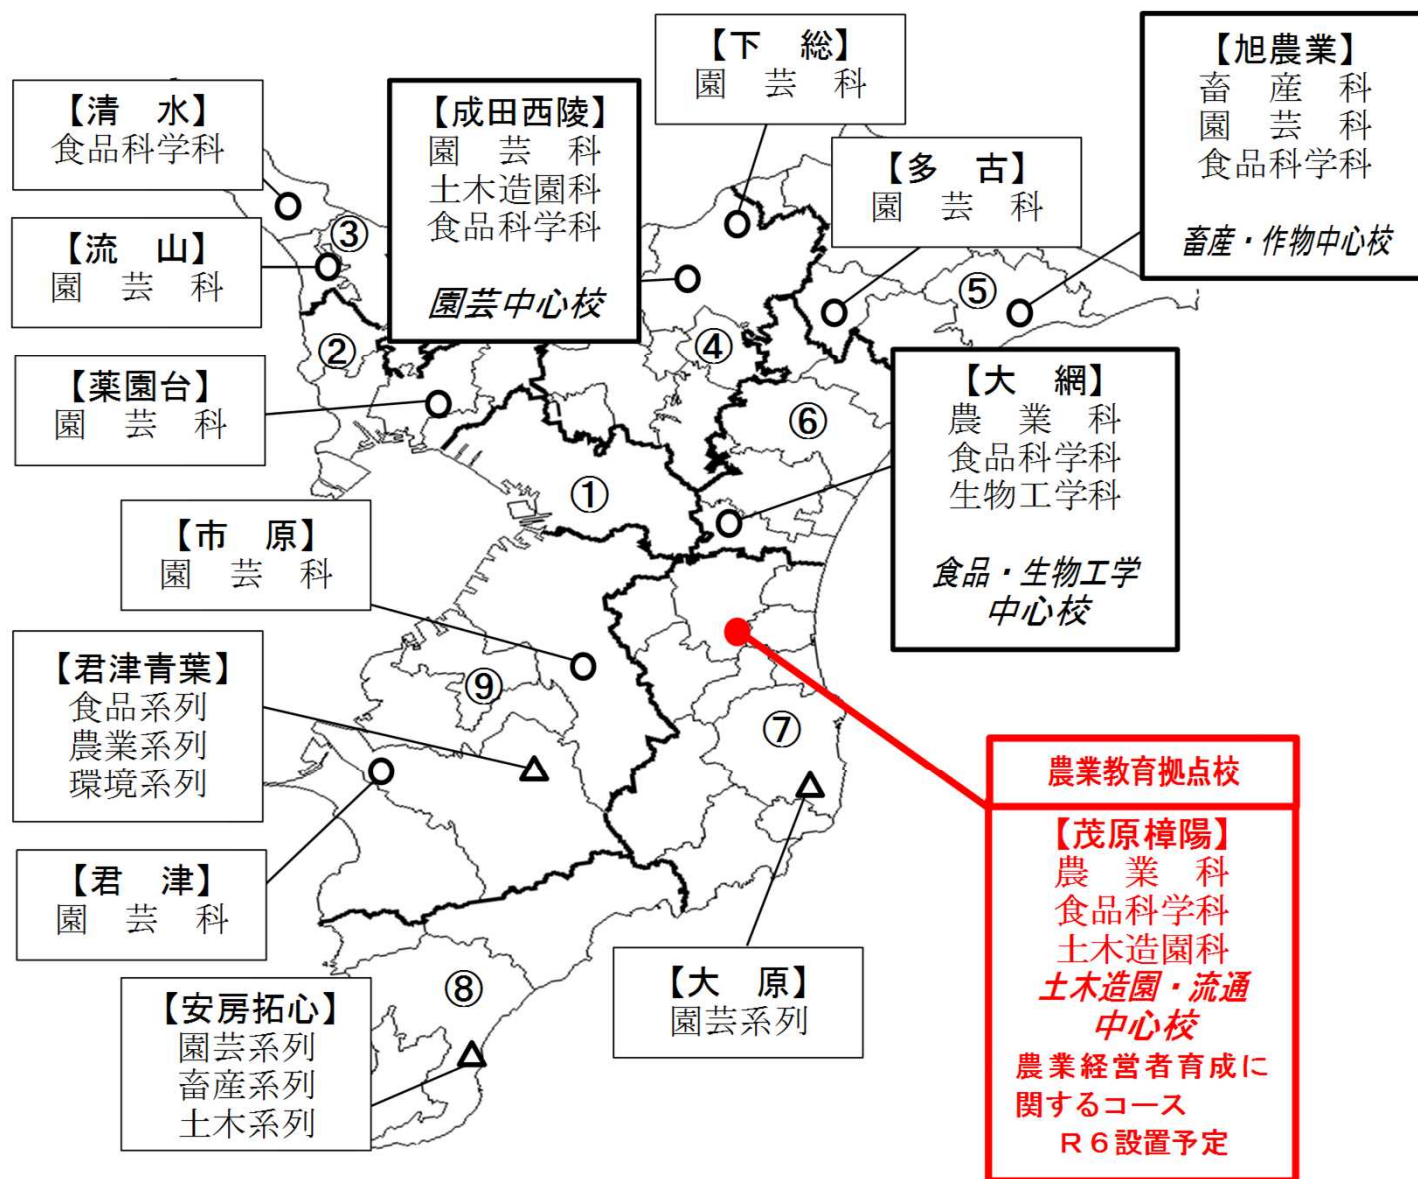 【下　総】
園　芸　科
【旭農業】
畜　産　科
園　芸　科
食品科学科
畜産・作物中心校
【清　水】
食品科学科
【成田西陵】
園　芸　科
土木造園科
食品科学科
園芸中心校
【多　古】
園　芸　科
【流　山】
園　芸　科
③
⑤
②
④
【薬園台】
園　芸　科
⑥
【大　網】
農　業　科
食品科学科
生物工学科
食品・生物工学
中心校
①
【市　原】
園　芸　科
【君津青葉】
食品系列
農業系列
環境系列
⑨
⑦
【君　津】
園　芸　科
農業教育拠点校
【茂原樟陽】
農　業　科
食品科学科
土木造園科
土木造園・流通
中心校
農業経営者育成に
関するコース
Ｒ６設置予定
⑧
【安房拓心】
園芸系列
畜産系列
土木系列
【大　原】
園芸系列